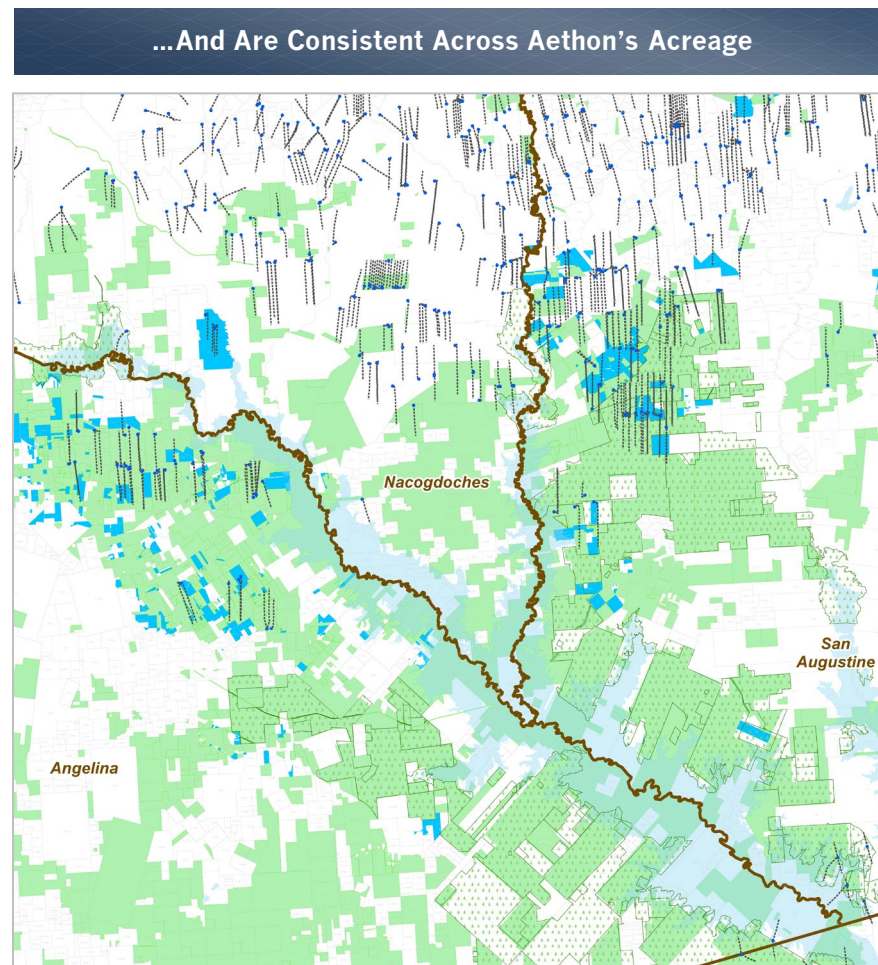 ...And Are Consistent Across Aethon's Acreage
Nacogdoches
San
Augustine
Angelina